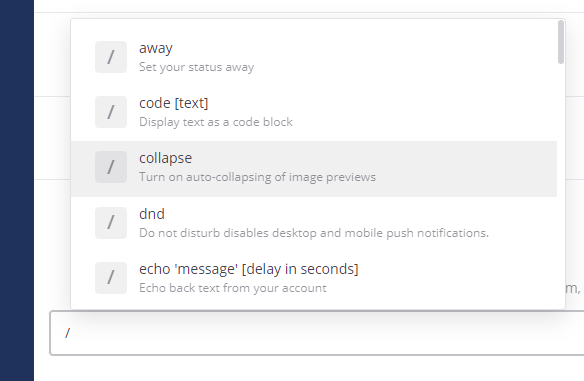 /
away
Set your status away
/
code [text]
Display text as a code block
/
collapse
Turn on auto-collapsing of image previews
/
dnd
Do not disturb disables desktop and mobile push notifications.
/
echo 'message' [delay in seconds]
Echo back text from your account
m,
/